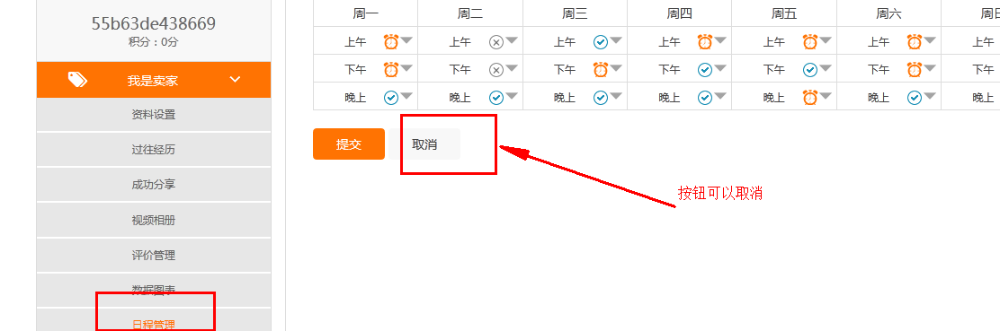 55b63de438669
积分：0分
我是卖家
资料设置
过往经历
成功分享
视频相册
评价管理
数据图表
日程管理
周一 周二 周三 周四 周五 周六 周日
上午 上午 上午 上午 上午 上午 上午
下午 下午 下午 下午 下午 下午 下午
晚上 晚上 晚上 晚上 晚上 晚上 晚上
提交 取消
按钮可以取消